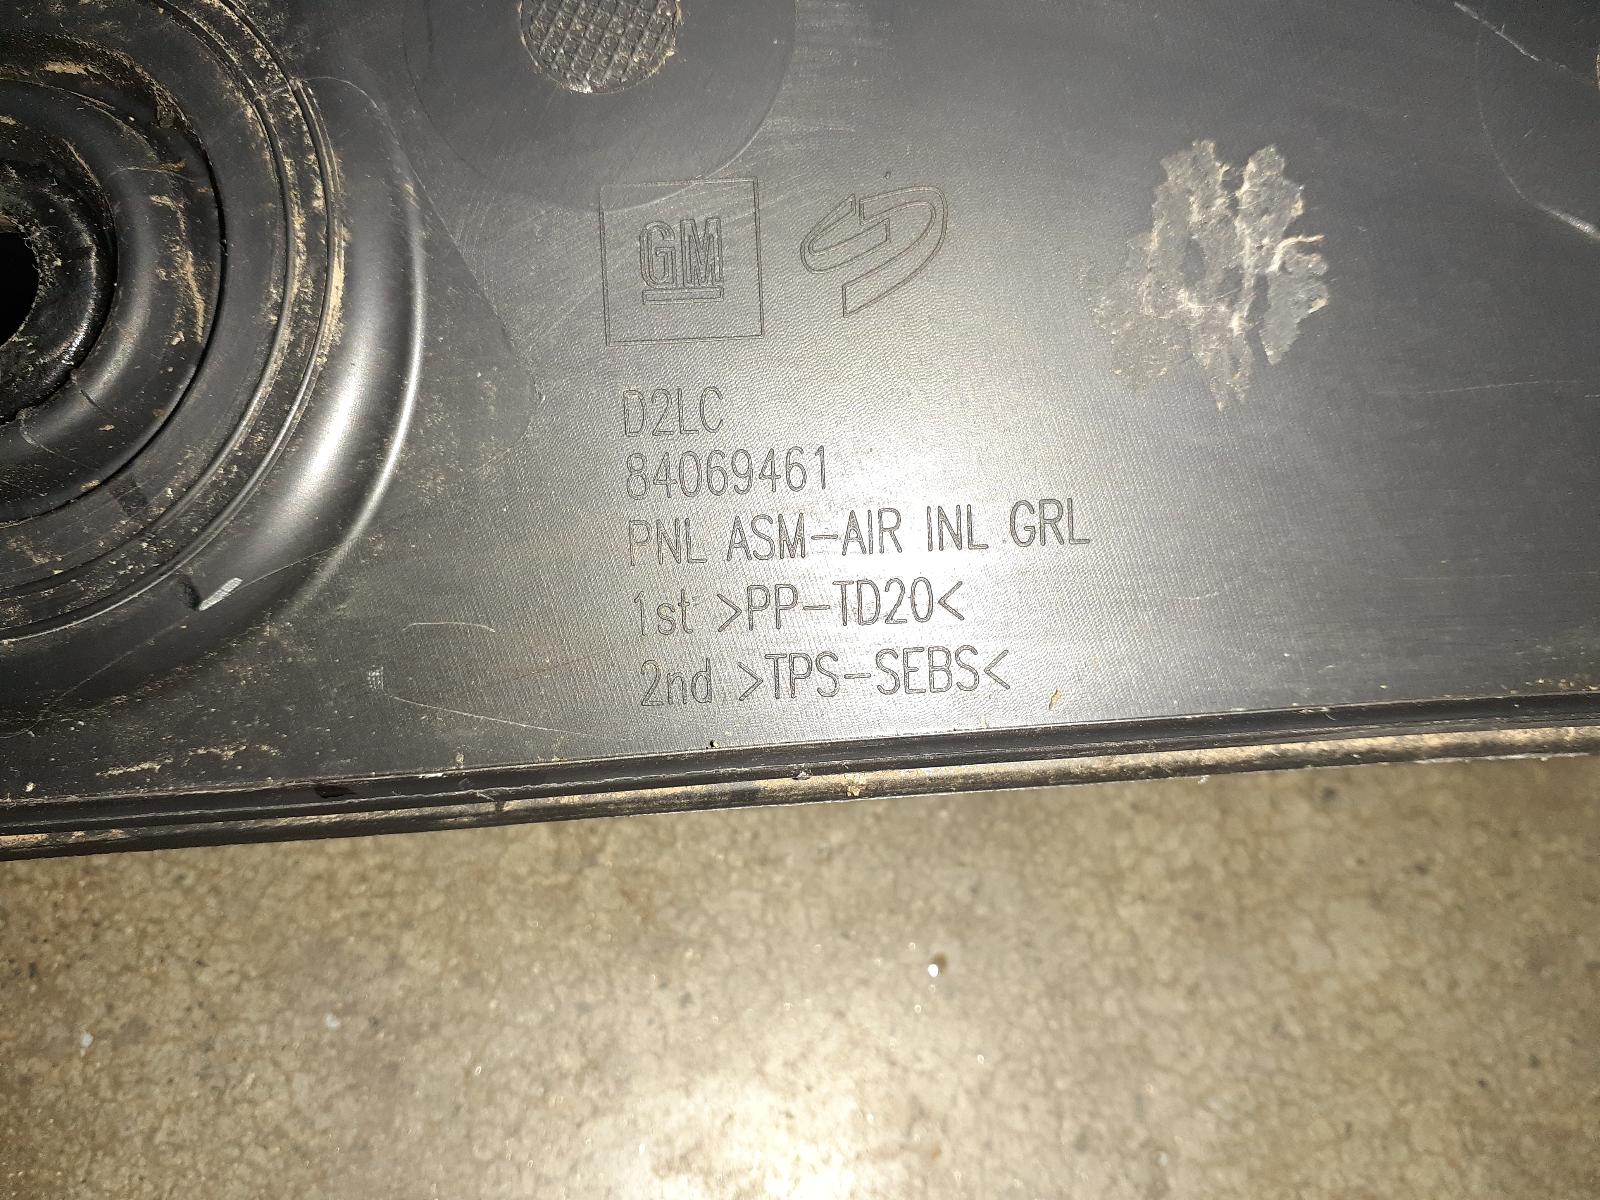 GM
D2LC
84069461
PNL ASM-AIR INL GRL
1st >PP-TD20<
2nd >TPS-SEBS<